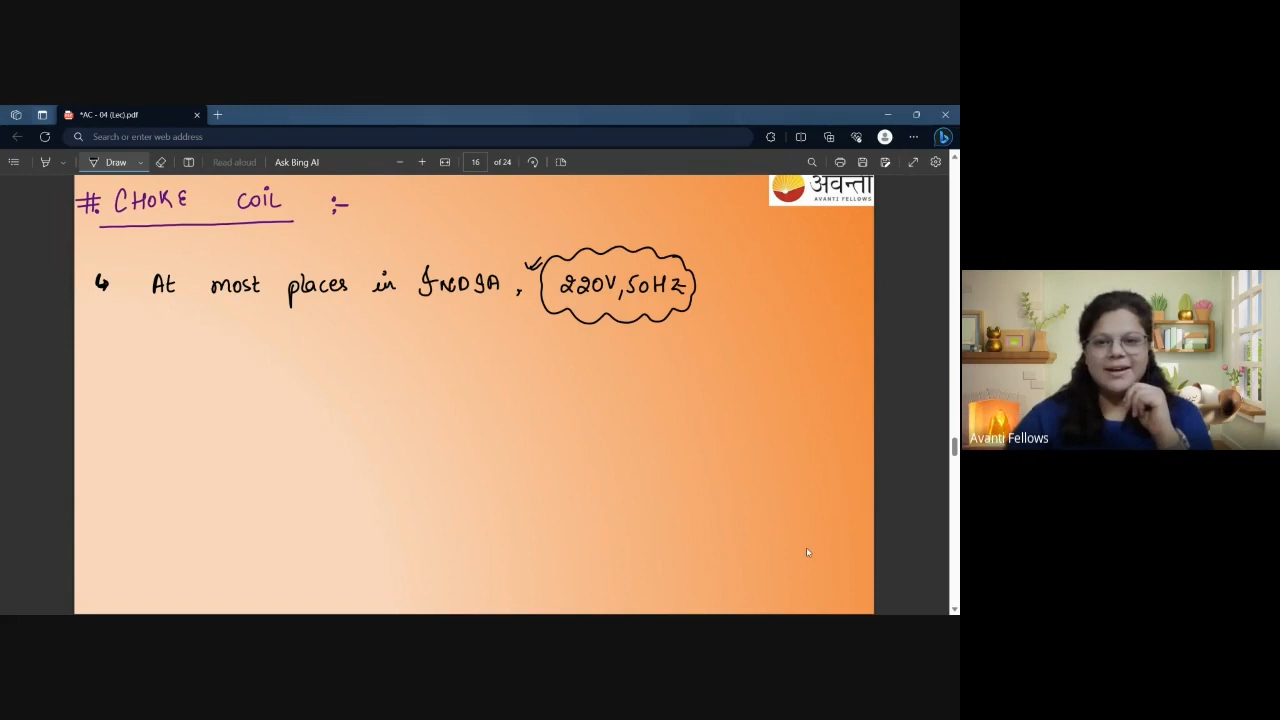 *AC - 04 (Lec).pdf
Search or enter web address
Draw
Read aloud
Ask Bing AI
16 of 24
# CHOKE COIL :-
अवन्ती
AVANTI FELLOWS
↳ At most places in INDIA, 220V, 50HZ
Avanti Fellows